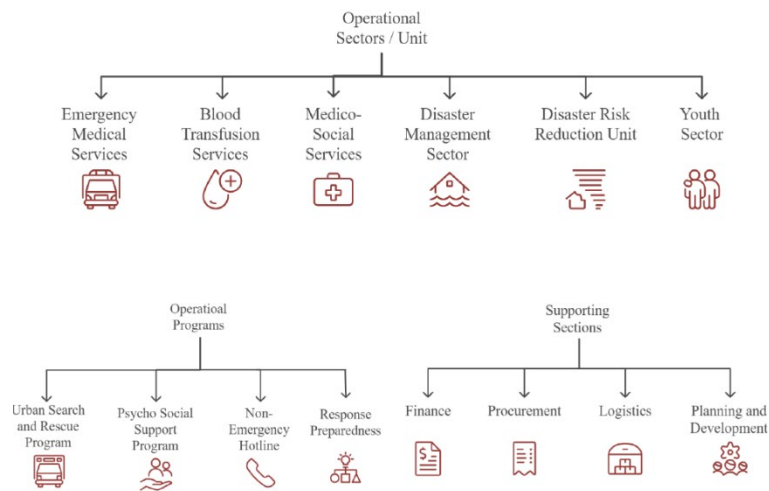 Operational
Sectors / Unit
Emergency
Medical
Services
Blood
Transfusion
Services
Medico-
Social
Services
Disaster
Management
Sector
Disaster Risk
Reduction Unit
Youth
Sector
Operatioal
Programs
Urban Search
and Rescue
Program
Psycho Social
Support
Program
Non-
Emergency
Hotline
Response
Preparedness
Supporting
Sections
Finance
Procurement
Logistics
Planning and
Development